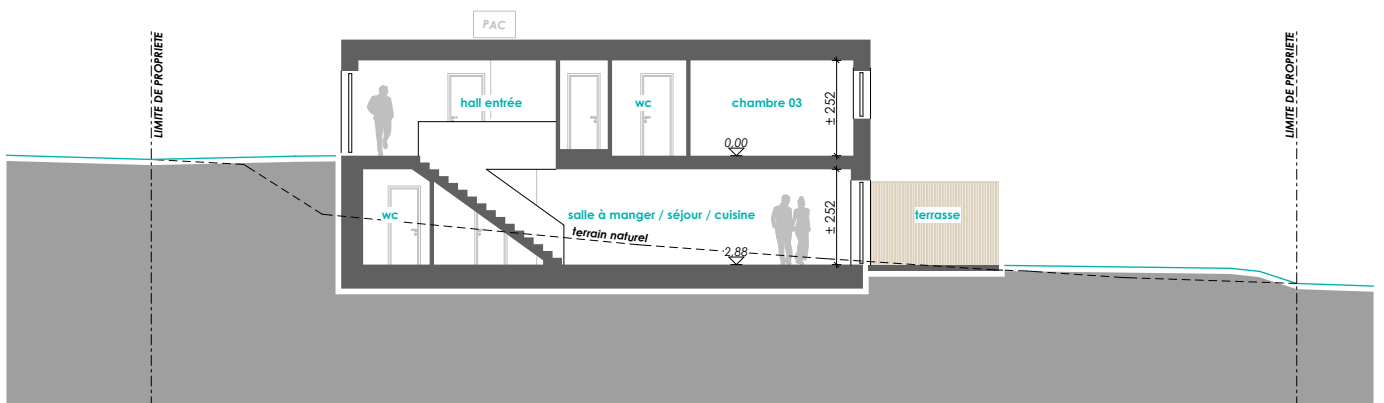 PAC
LIMITE DE PROPRIETE
LIMITE DE PROPRIETE
hall entrée
wc
chambre 03
± 252
0,00
wc
salle à manger / séjour / cuisine
± 252
terrasse
terrain naturel
-2,88